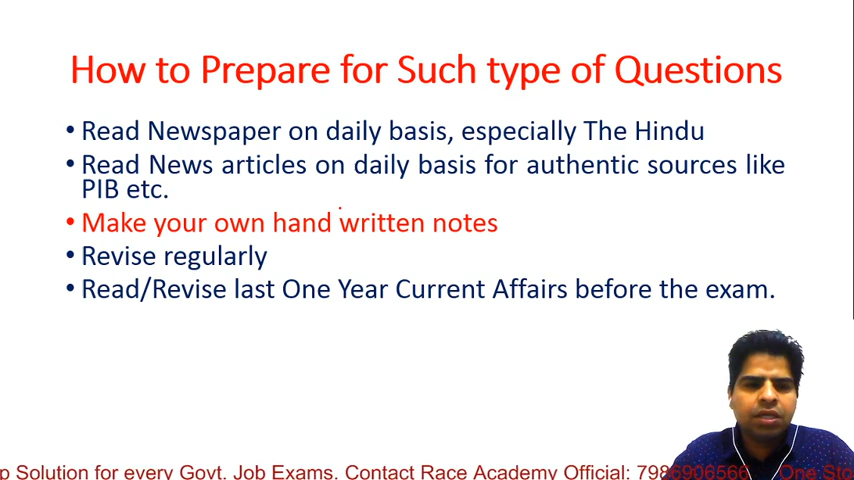 How to Prepare for Such type of Questions
• Read Newspaper on daily basis, especially The Hindu
• Read News articles on daily basis for authentic sources like
PIB etc.
• Make your own hand written notes
• Revise regularly
• Read/Revise last One Year Current Affairs before the exam.
p Solution for every Govt. Job Exams. Contact Race Academy Official: 7986906566 One Sto